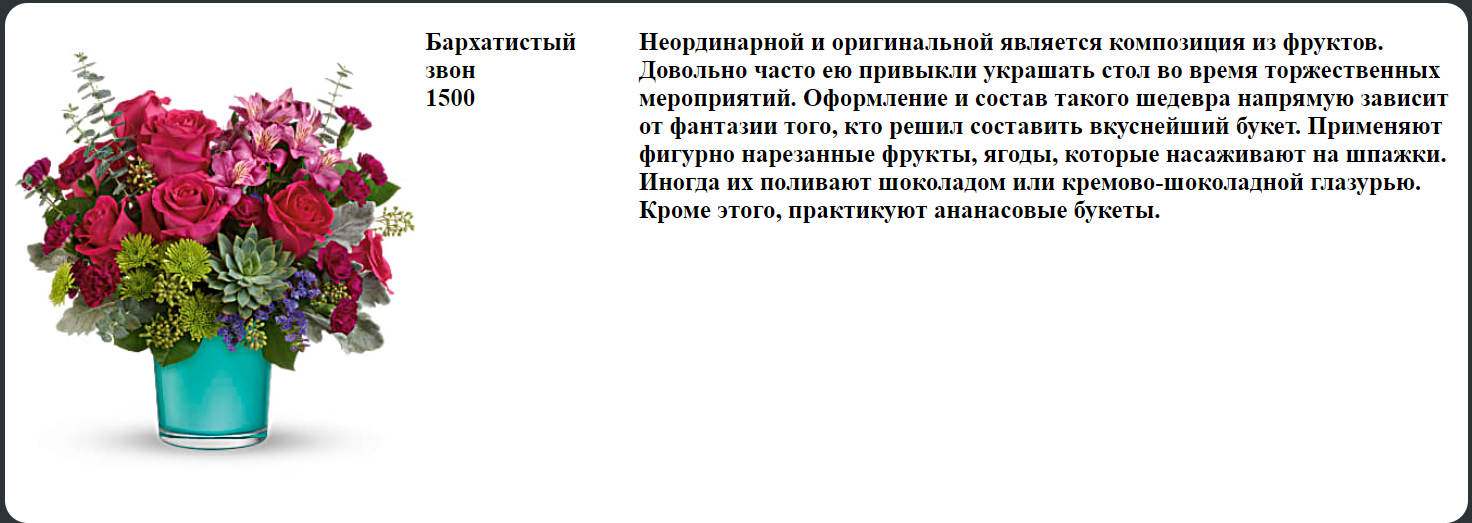 Бархатистый
звон
1500
Неординарной и оригинальной является композиция из фруктов.
Довольно часто ею привыкли украшать стол во время торжественных
мероприятий. Оформление и состав такого шедевра напрямую зависит
от фантазии того, кто решил составить вкуснейший букет. Применяют
фигурно нарезанные фрукты, ягоды, которые насаживают на шпажки.
Иногда их поливают шоколадом или кремово-шоколадной глазурью.
Кроме этого, практикуют ананасовые букеты.